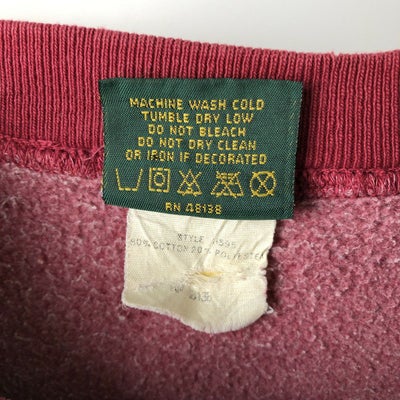 MACHINE WASH COLD
TUMBLE DRY LOW
DO NOT BLEACH
DO NOT DRY CLEAN
OR IRON IF DECORATED
RN 48138
STYLE
80% COTTON 20% POLYESTER